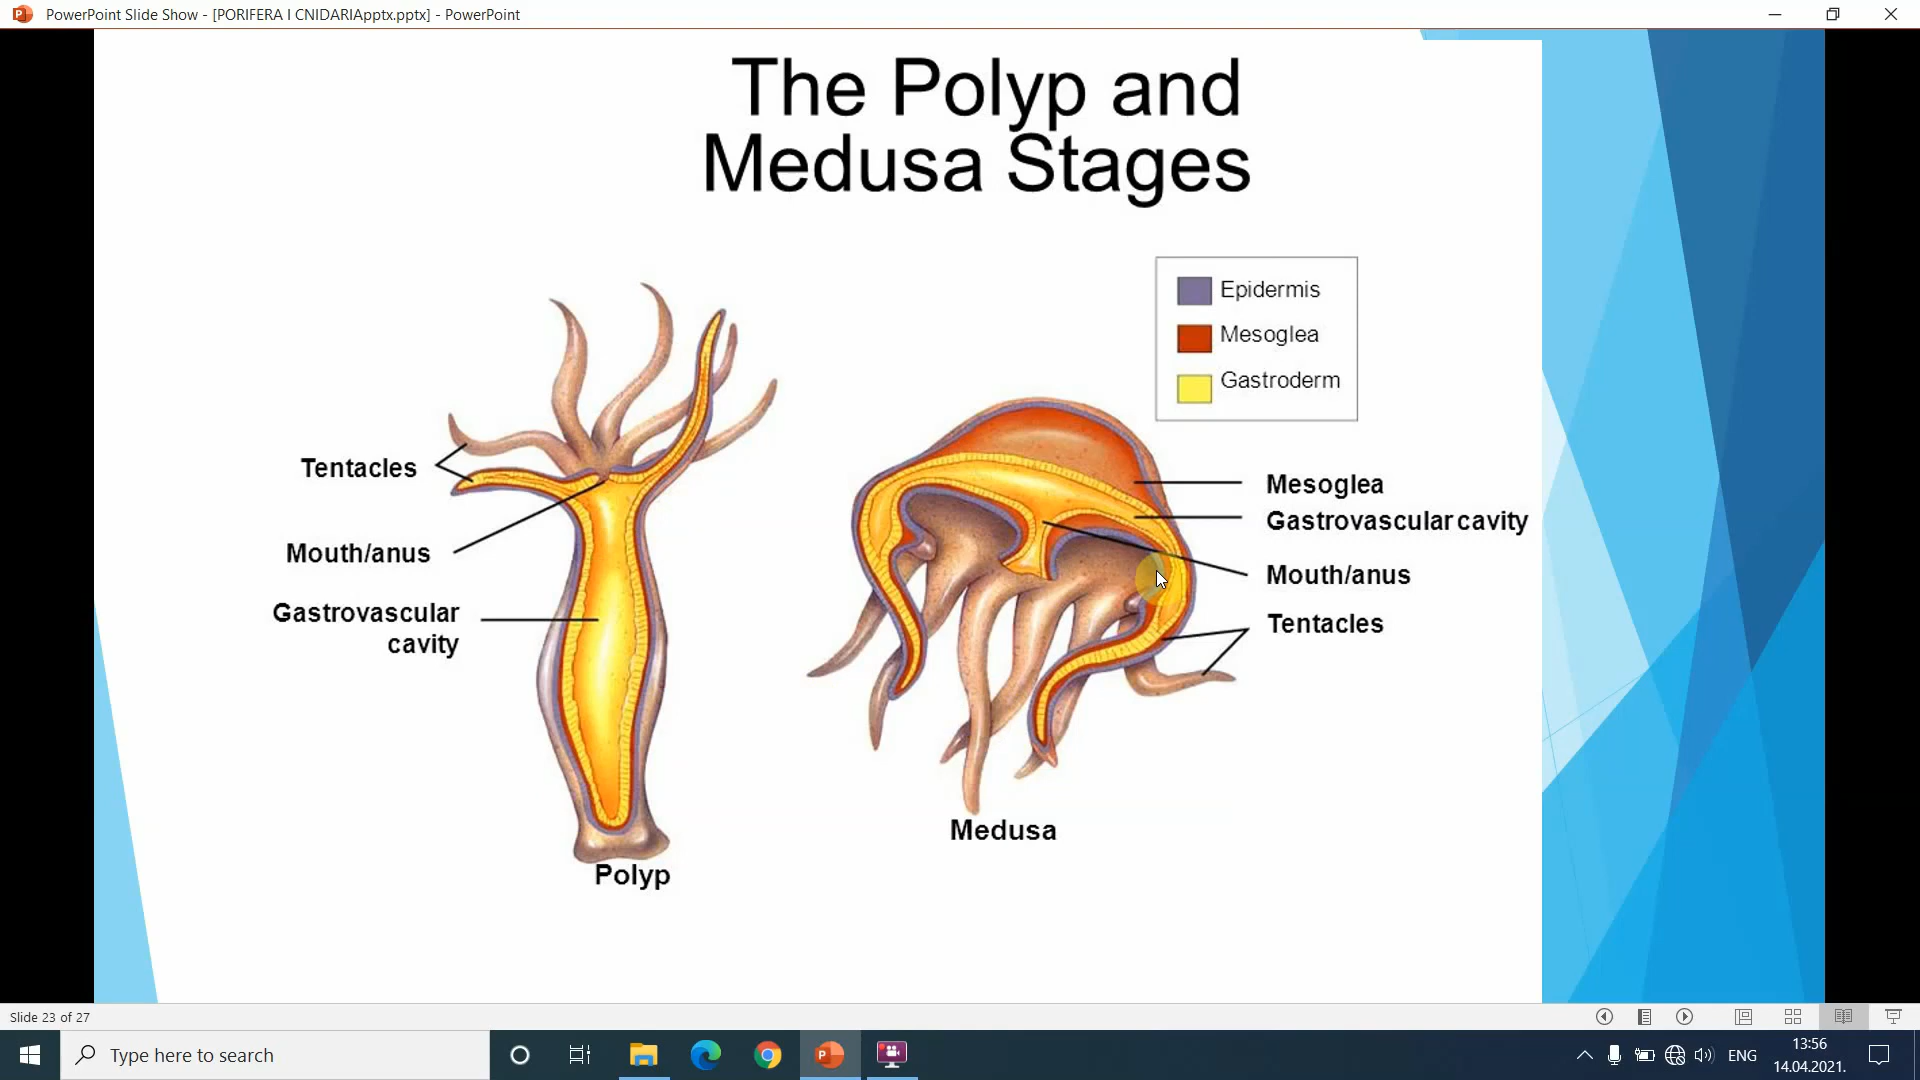 PowerPoint Slide Show - [PORIFERA I CNIDARIApptx.pptx] - PowerPoint
The Polyp and
Medusa Stages
Epidermis
Mesoglea
Gastroderm
Tentacles
Mouth/anus
Gastrovascular
cavity
Polyp
Mesoglea
Gastrovascular cavity
Mouth/anus
Tentacles
Medusa
Slide 23 of 27
Type here to search
ENG
13:56
14.04.2021.